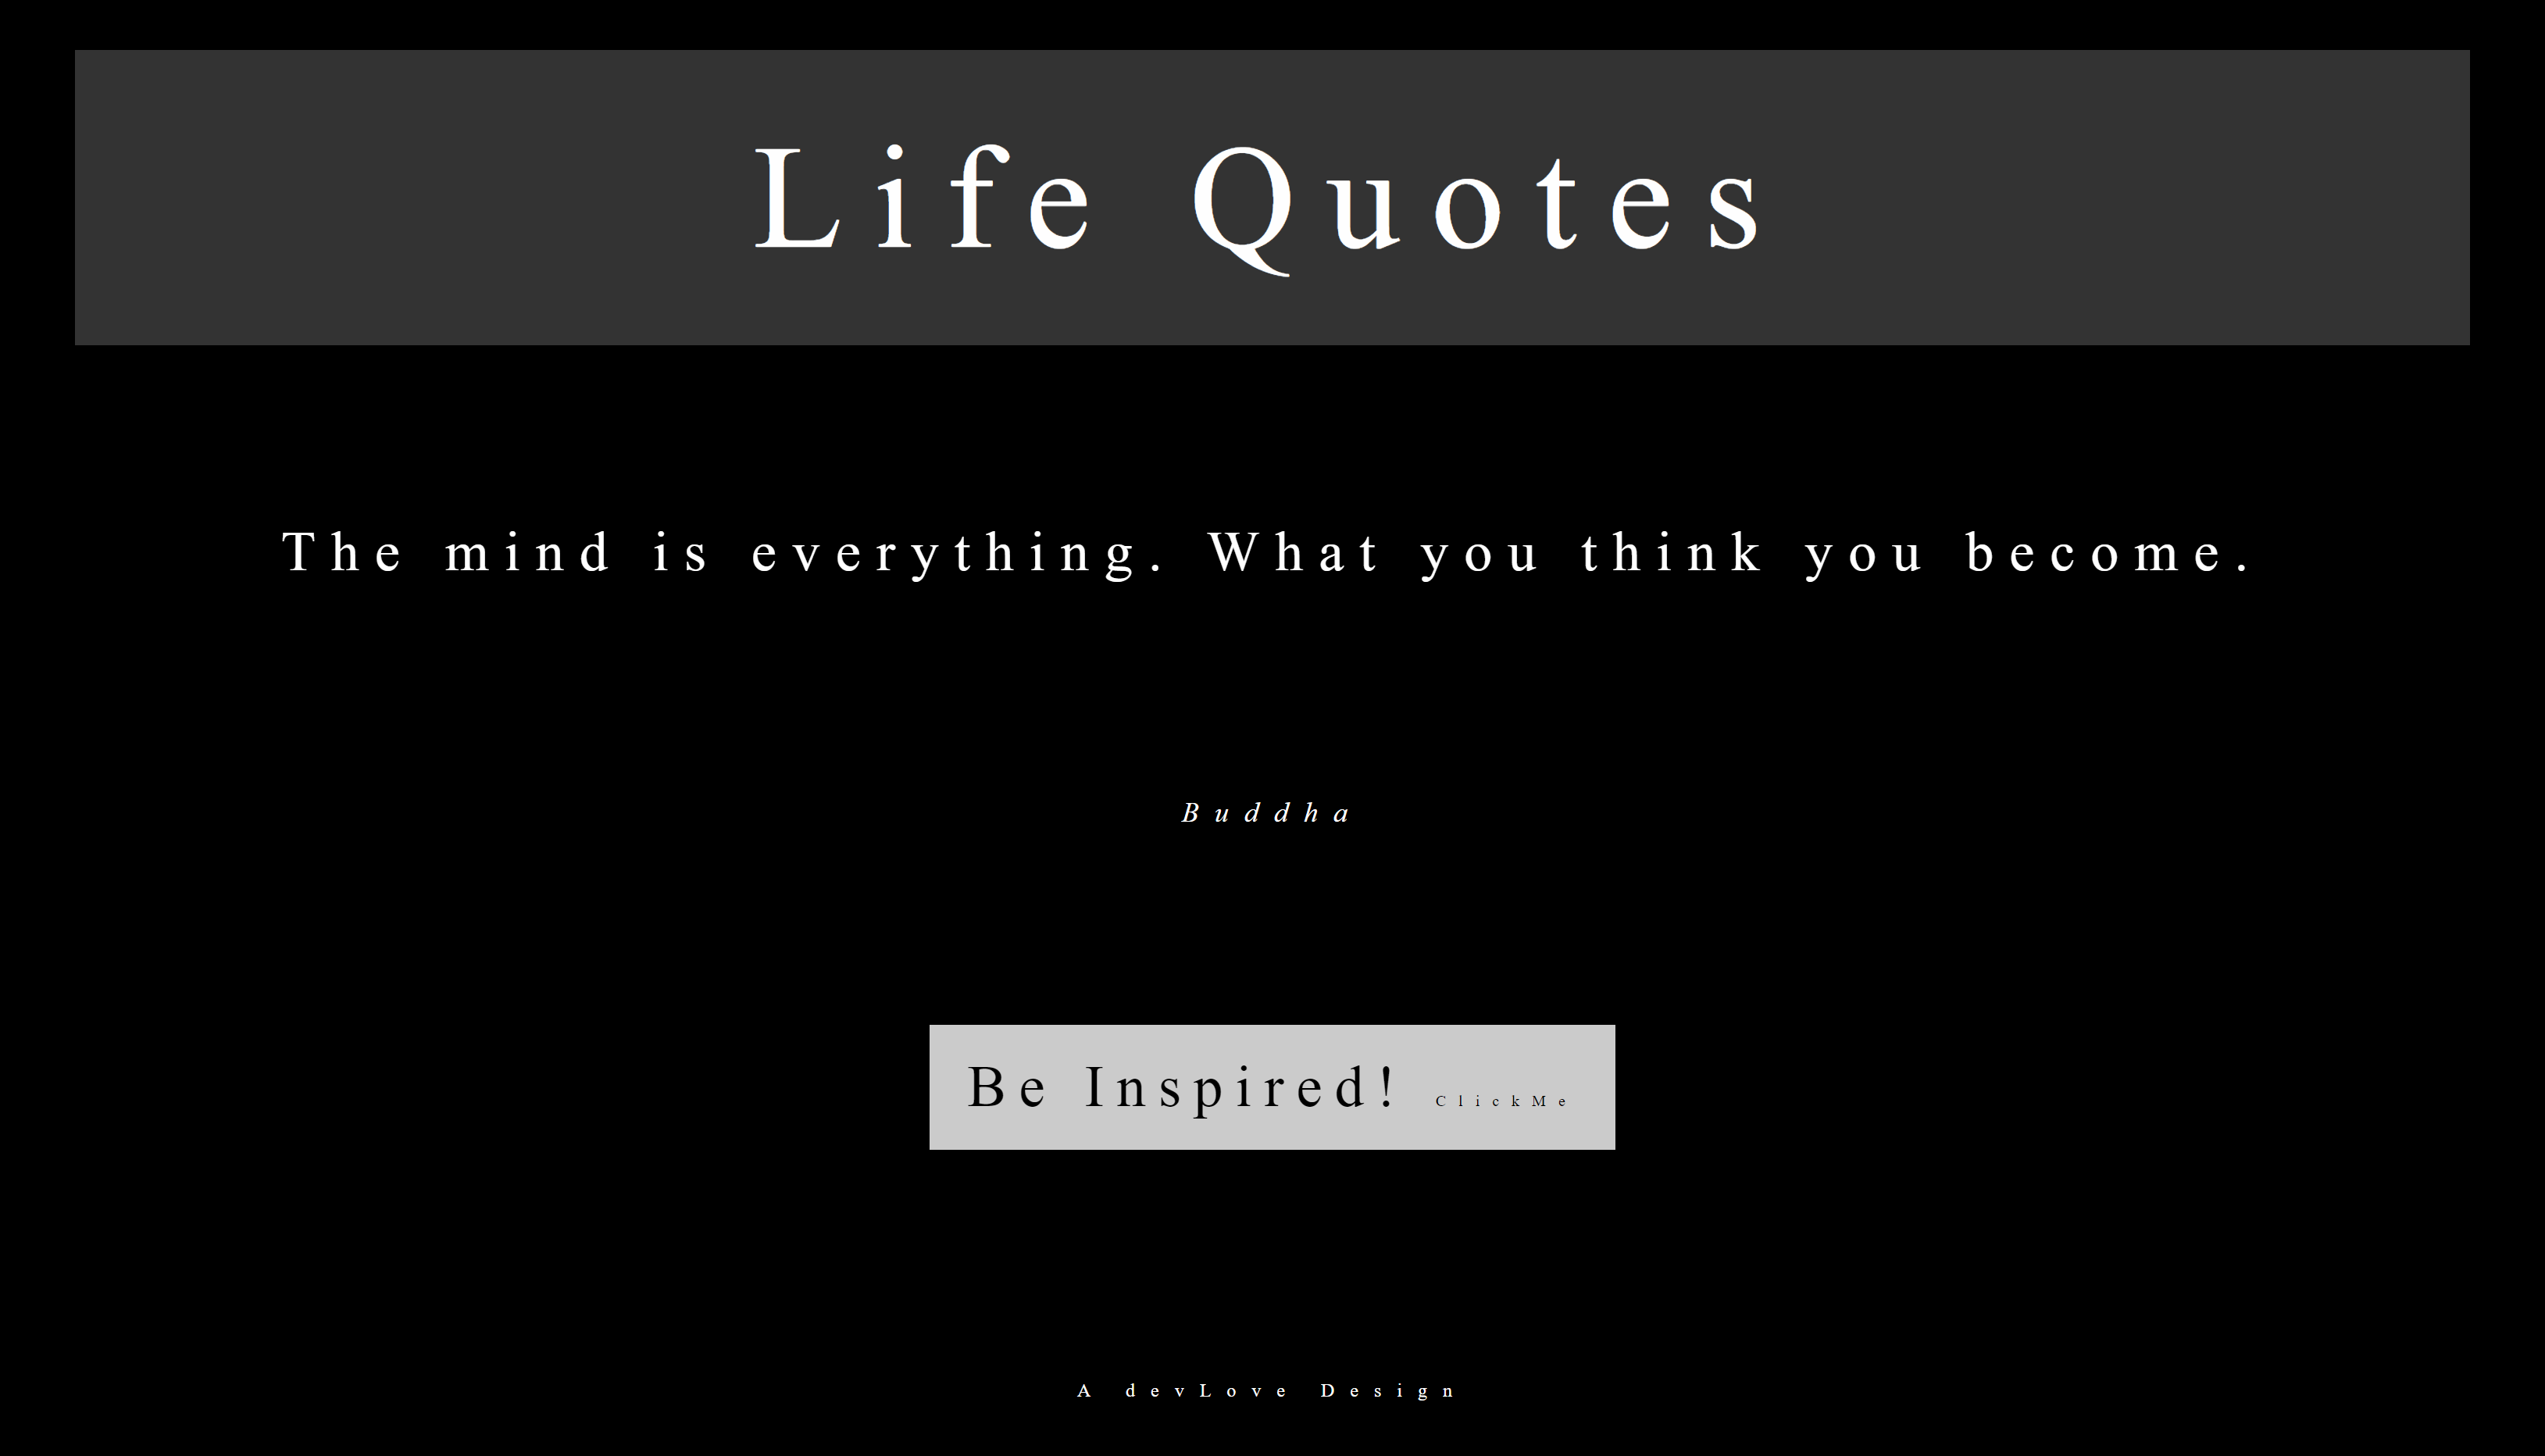 Life Quotes
The mind is everything. What you think you become.
Buddha
Be Inspired! ClickMe
A devLove Design